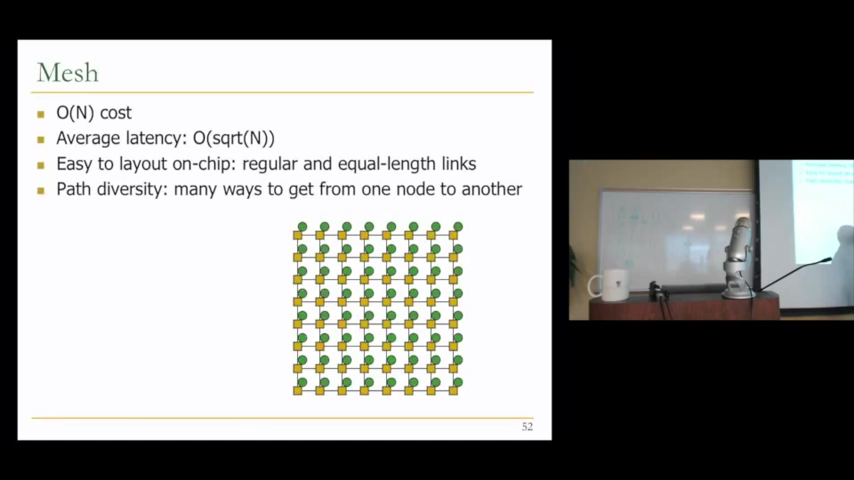 Mesh
O(N) cost
Average latency: O(sqrt(N))
Easy to layout on-chip: regular and equal-length links
Path diversity: many ways to get from one node to another
52